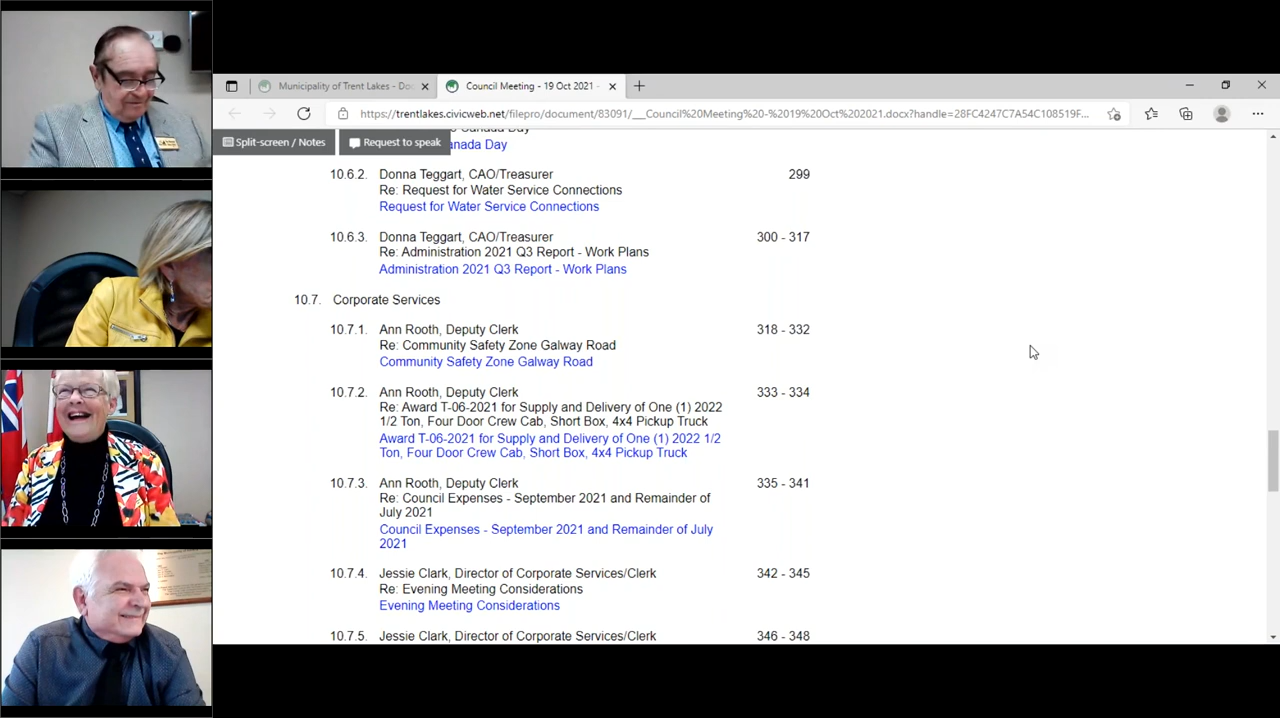 Municipality of Trent Lakes - Doc
Council Meeting - 19 Oct 2021 -
https://trentlakes.civicweb.net/filepro/document/83091/___Council%20Meeting%20-%2019%20Oct%202021.docx?handle=28FC4247C7A54C108519F...
Split-screen / Notes
Request to speak
Canada Day
anada Day
10.6.2. Donna Teggart, CAO/Treasurer 299
Re: Request for Water Service Connections
Request for Water Service Connections
10.6.3. Donna Teggart, CAO/Treasurer 300 - 317
Re: Administration 2021 Q3 Report - Work Plans
Administration 2021 Q3 Report - Work Plans
10.7. Corporate Services
10.7.1. Ann Rooth, Deputy Clerk 318 - 332
Re: Community Safety Zone Galway Road
Community Safety Zone Galway Road
10.7.2. Ann Rooth, Deputy Clerk 333 - 334
Re: Award T-06-2021 for Supply and Delivery of One (1) 2022
1/2 Ton, Four Door Crew Cab, Short Box, 4x4 Pickup Truck
Award T-06-2021 for Supply and Delivery of One (1) 2022 1/2
Ton, Four Door Crew Cab, Short Box, 4x4 Pickup Truck
10.7.3. Ann Rooth, Deputy Clerk 335 - 341
Re: Council Expenses - September 2021 and Remainder of
July 2021
Council Expenses - September 2021 and Remainder of July
2021
10.7.4. Jessie Clark, Director of Corporate Services/Clerk 342 - 345
Re: Evening Meeting Considerations
Evening Meeting Considerations
10.7.5. Jessie Clark, Director of Corporate Services/Clerk 346 - 348